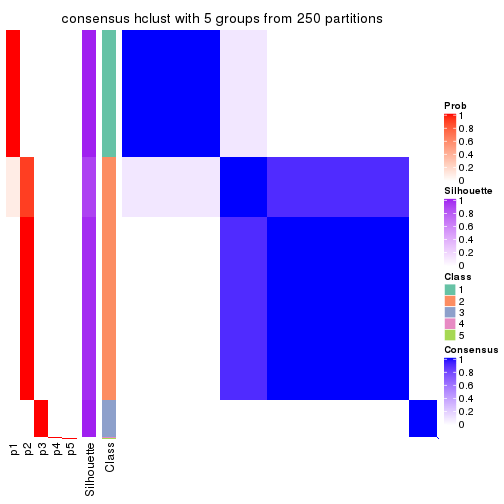 consensus hclust with 5 groups from 250 partitions
Prob
1
0.8
0.6
0.4
0.2
0
Silhouette
1
0.8
0.6
0.4
0.2
0
Class
1
2
3
4
5
Consensus
1
0.8
0.6
0.4
0.2
0
p1
p2
p3
p4
p5
Silhouette
Class